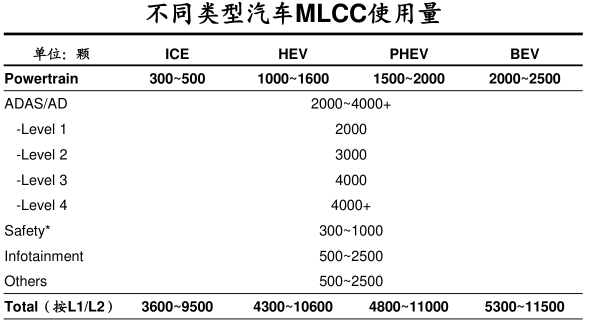 不同类型汽车MLCC使用量
单位：颗 ICE HEV PHEV BEV
Powertrain 300~500 1000~1600 1500~2000 2000~2500
ADAS/AD 2000~4000+
-Level 1 2000
-Level 2 3000
-Level 3 4000
-Level 4 4000+
Safety* 300~1000
Infotainment 500~2500
Others 500~2500
Total（按L1/L2） 3600~9500 4300~10600 4800~11000 5300~11500